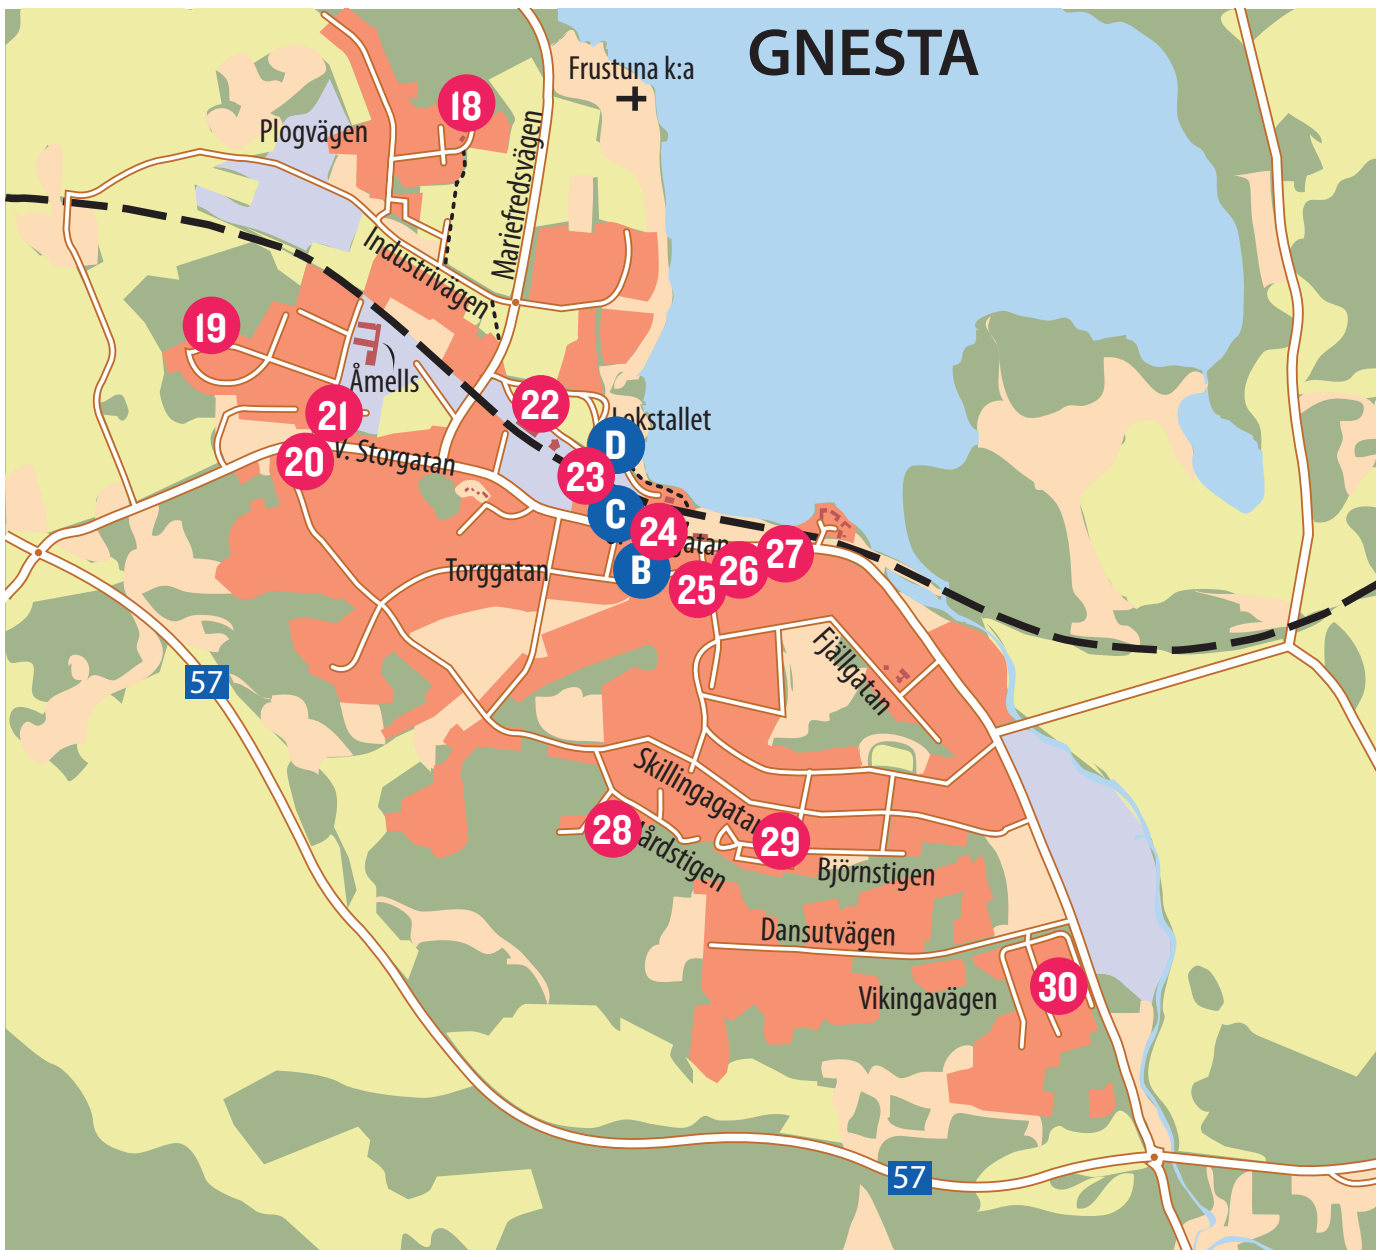 GNESTA
Frustuna k:a
18
Plogvägen
Mariefredsvägen
Industrivägen
19
Åmells
21
22
D
20
V. Storgatan
23
C
24
27
Torggatan
B
26
25
Fjällgatan
57
Skillingagatan
28
29
Björnstigen
Dansutvägen
30
Vikingavägen
57